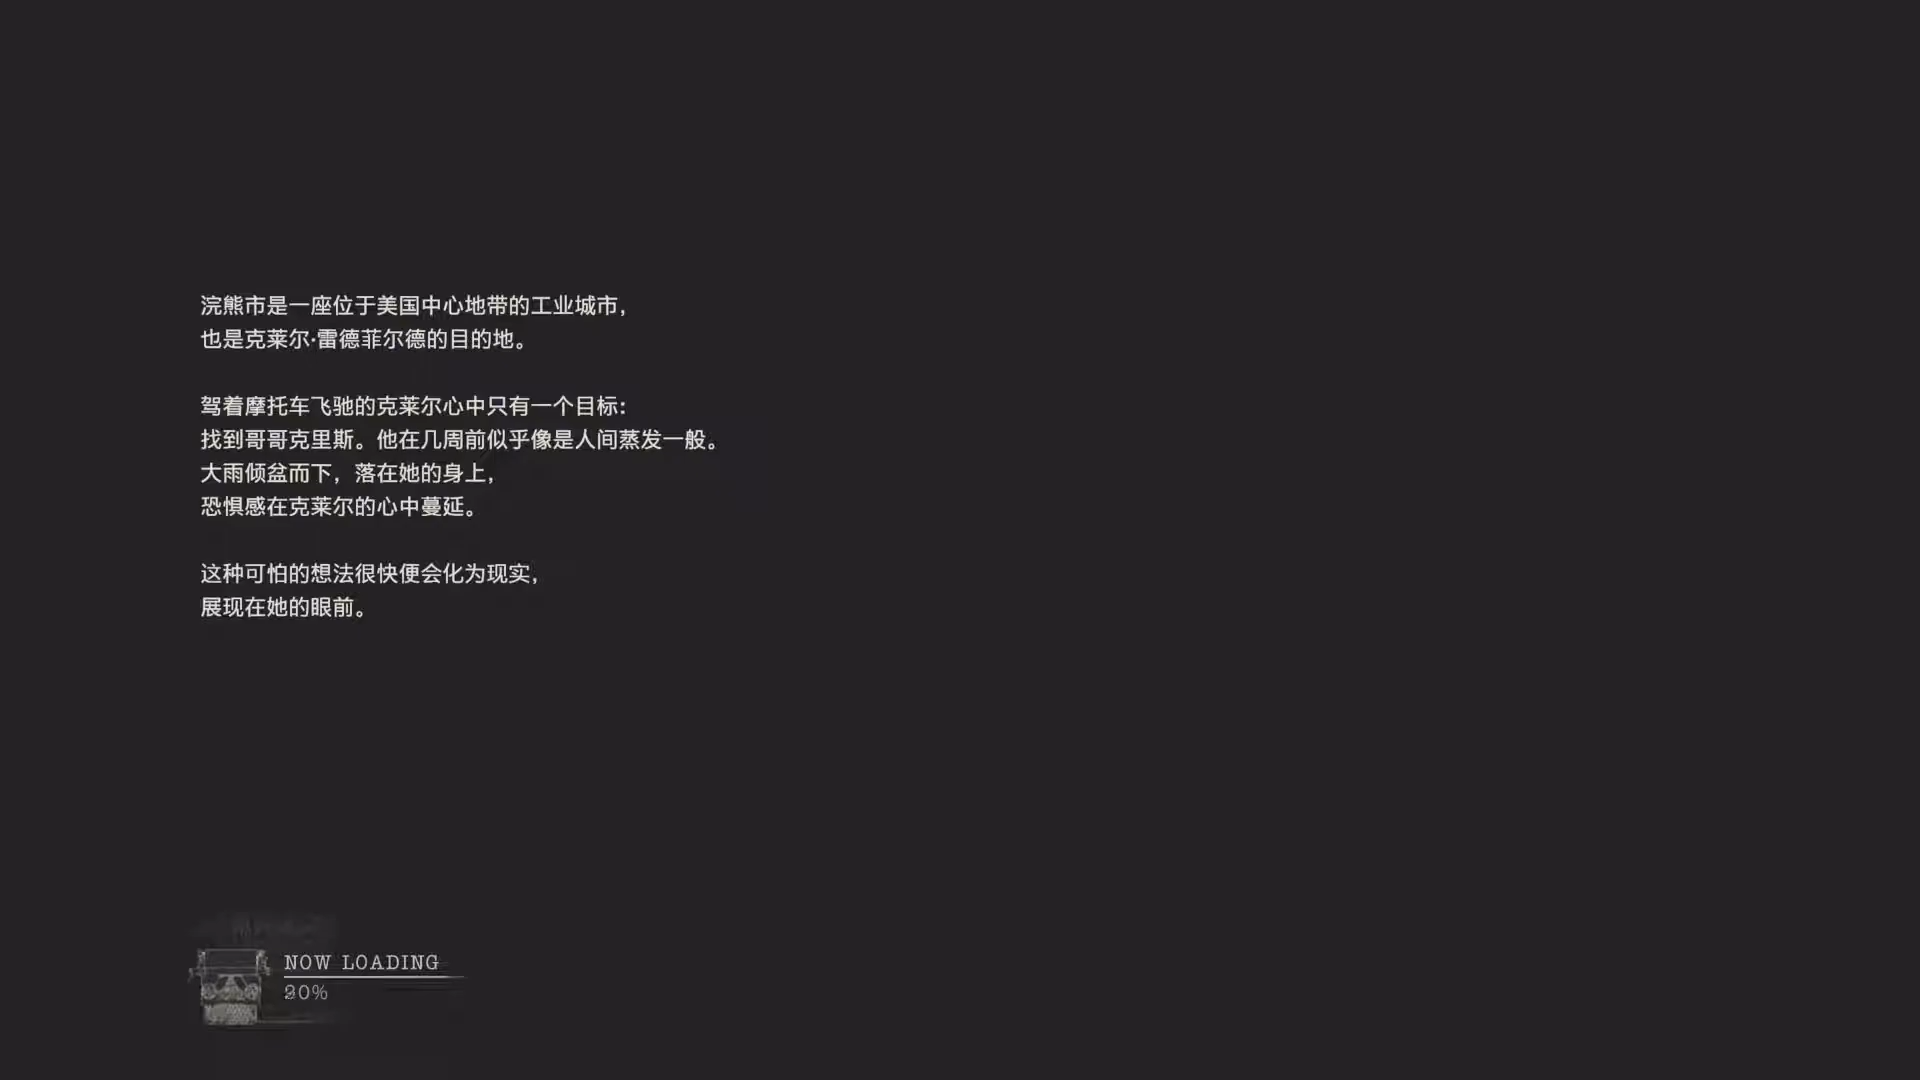 浣熊市是一座位于美国中心地带的工业城市，
也是克莱尔·雷德菲尔德的目的地。
驾着摩托车飞驰的克莱尔心中只有一个目标：
找到哥哥克里斯。他在几周前似乎像是人间蒸发一般。
大雨倾盆而下，落在她的身上，
恐惧感在克莱尔的心中蔓延。
这种可怕的想法很快便会化为现实，
展现在她的眼前。
NOW LOADING